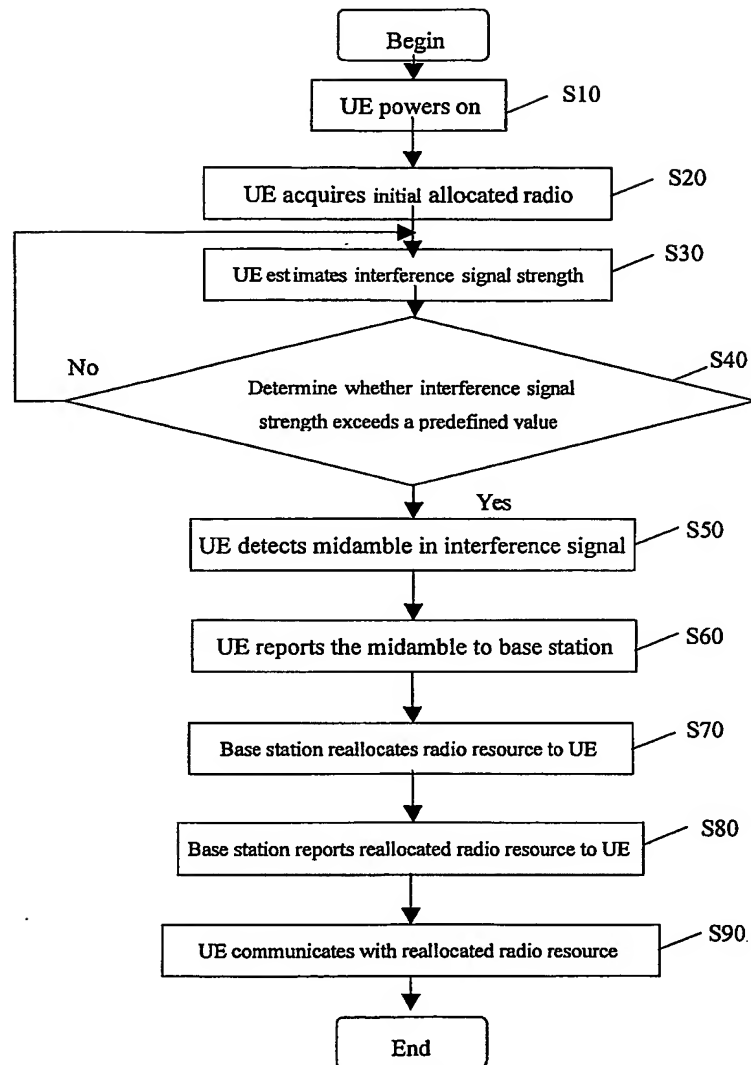 Begin
UE powers on
S10
UE acquires initial allocated radio
S20
UE estimates interference signal strength
S30
No
Determine whether interference signal
strength exceeds a predefined value
S40
Yes
UE detects midamble in interference signal
S50
UE reports the midamble to base station
S60
Base station reallocates radio resource to UE
S70
Base station reports reallocated radio resource to UE
S80
UE communicates with reallocated radio resource
S90
End